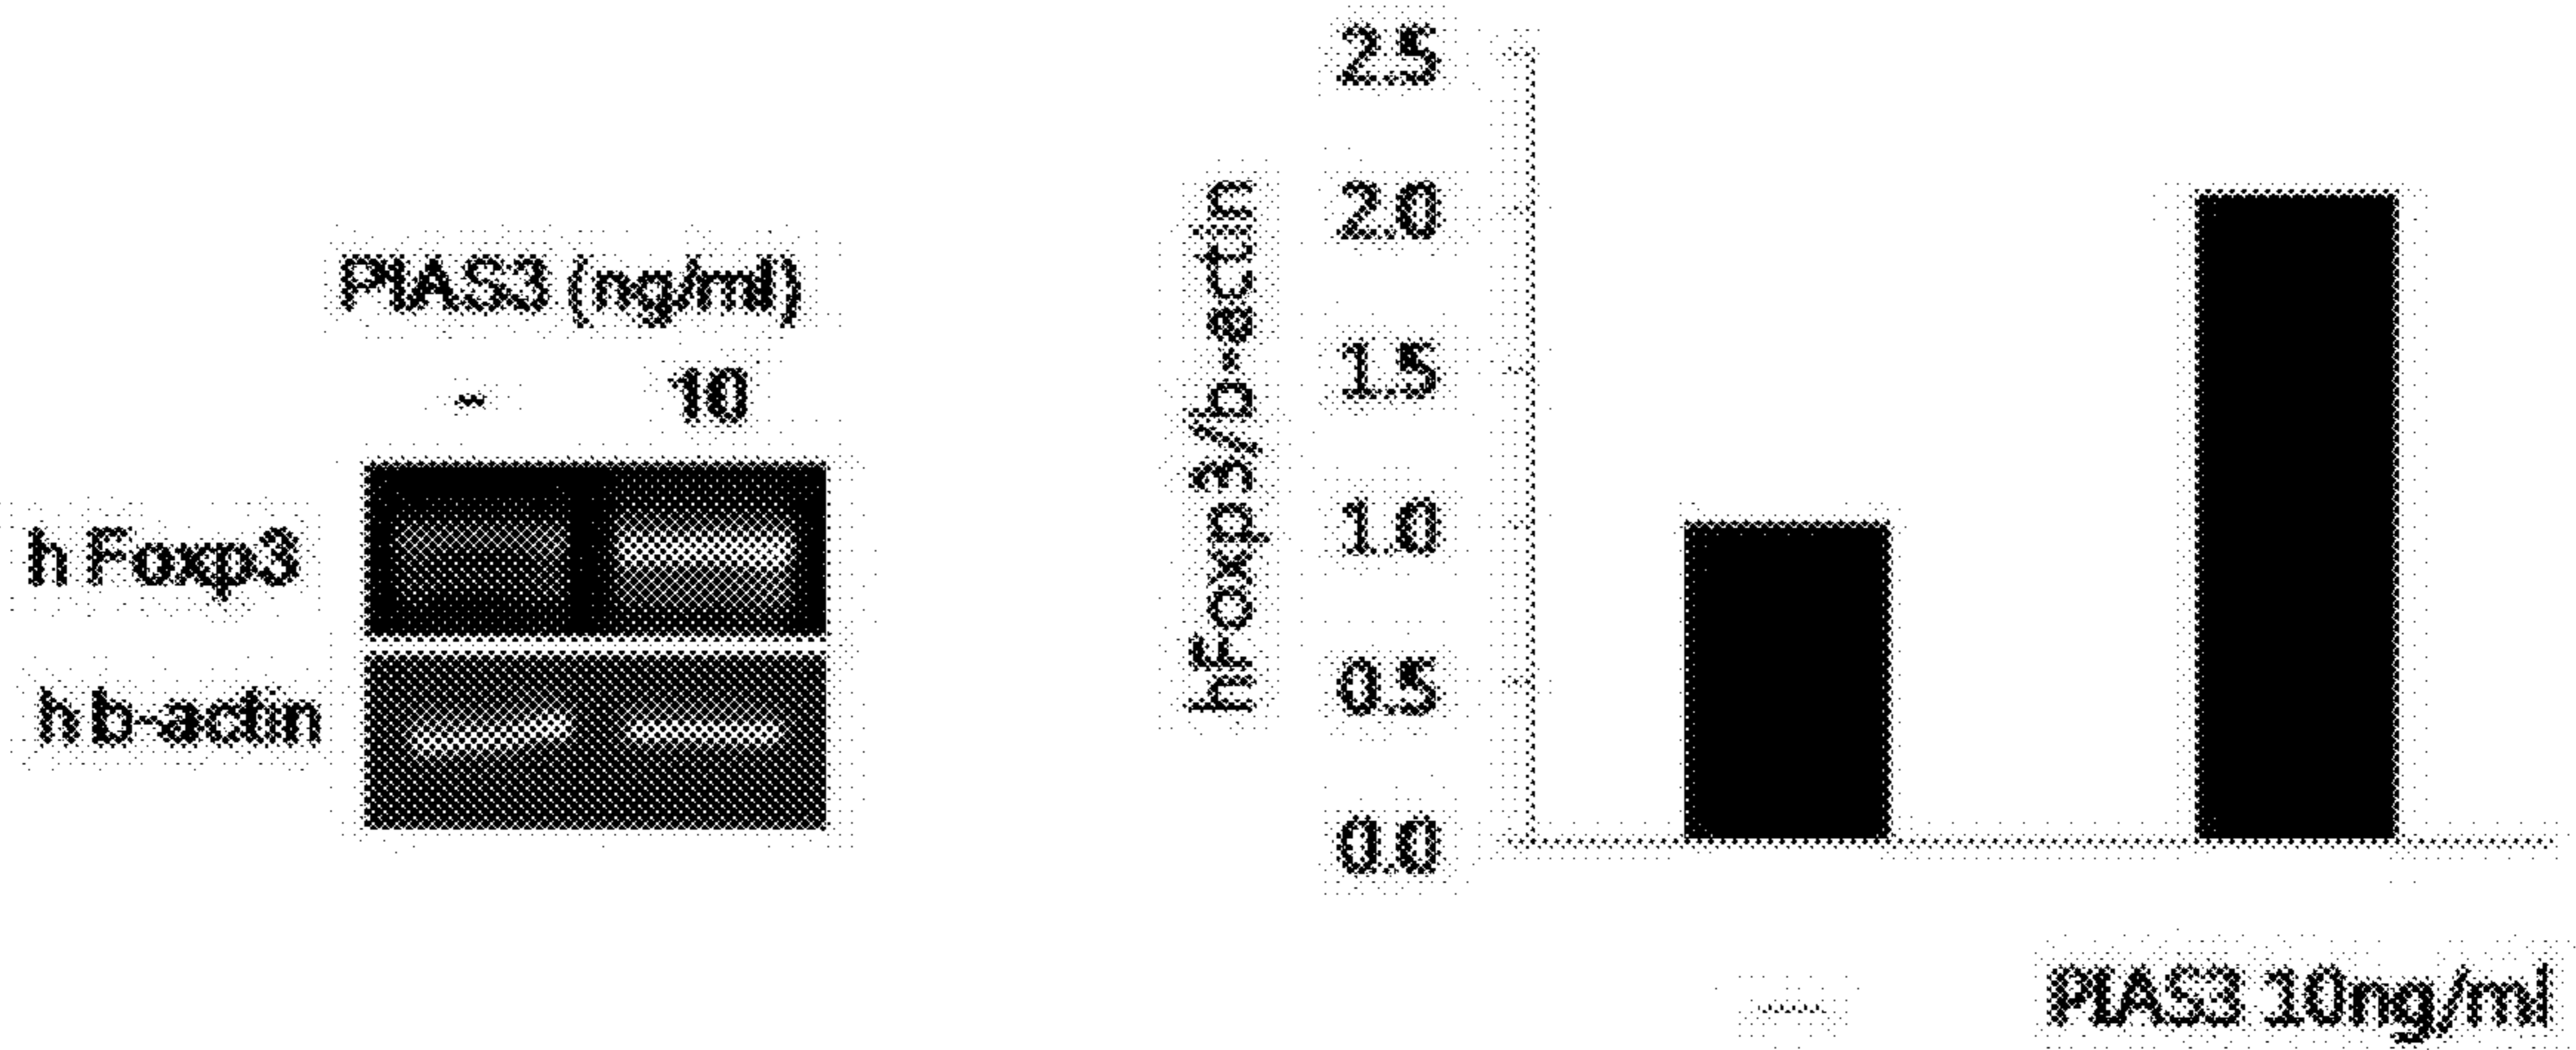 PIAS3 (ng/ml)
- 10
h Foxp3
h b-actin
hFoxp3/b-actin
2.5
2.0
1.5
1.0
0.5
0.0
- PIAS3 10ng/ml